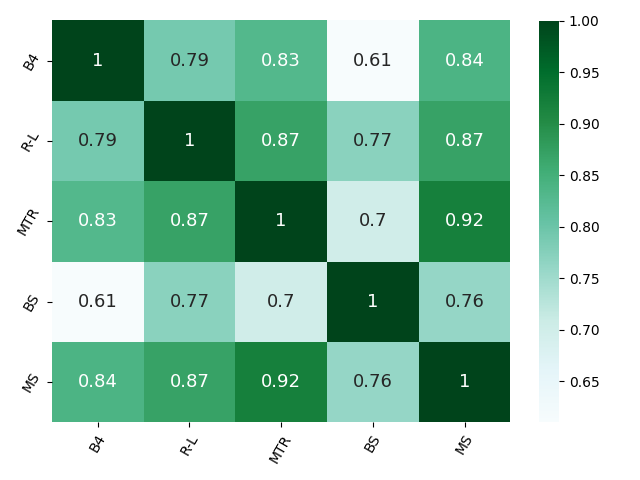 B4 1 0.79 0.83 0.61 0.84
R-L 0.79 1 0.87 0.77 0.87
MTR 0.83 0.87 1 0.7 0.92
BS 0.61 0.77 0.7 1 0.76
MS 0.84 0.87 0.92 0.76 1
B4 R-L MTR BS MS
1.00
0.95
0.90
0.85
0.80
0.75
0.70
0.65